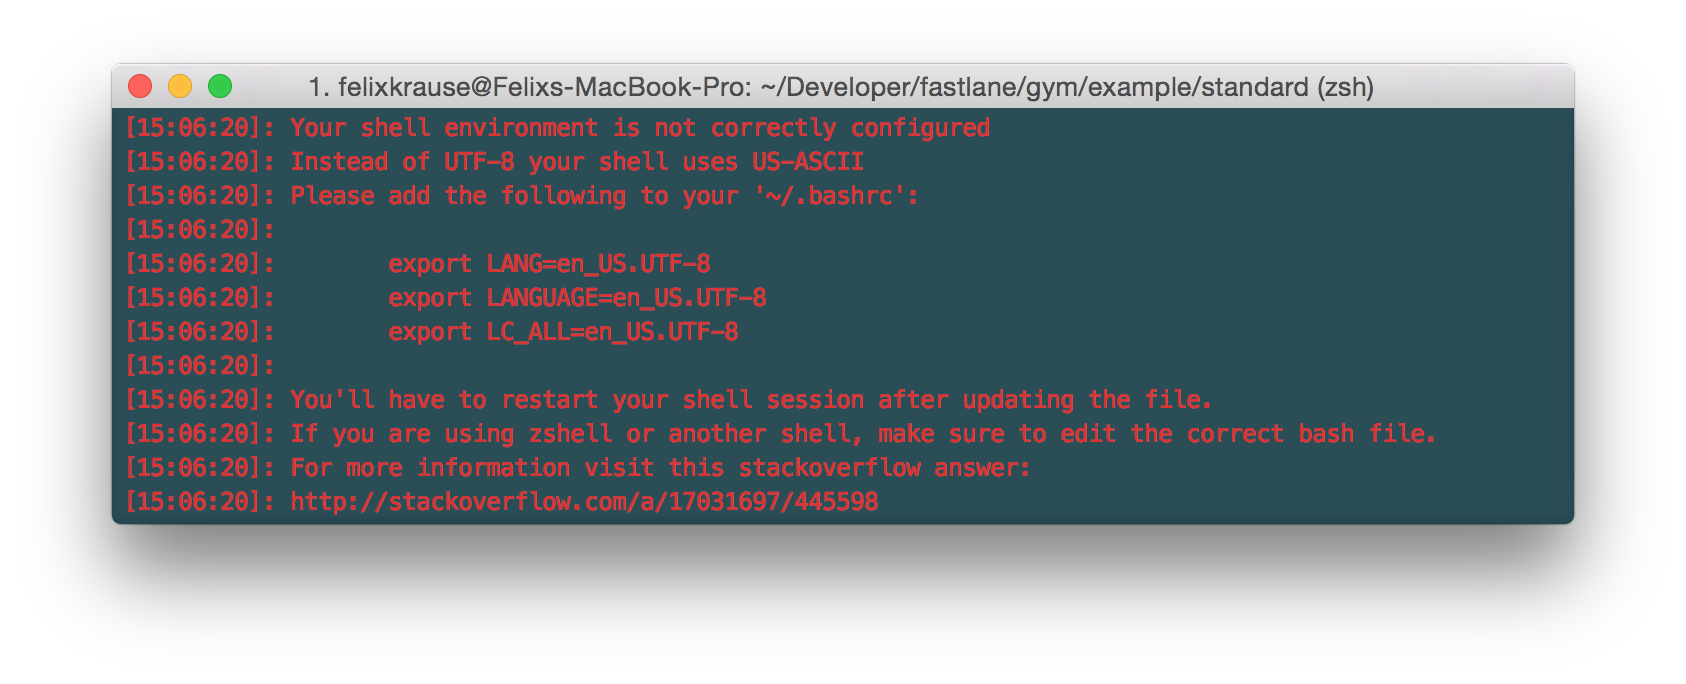 1. felixkrause@Felixs-MacBook-Pro: ~/Developer/fastlane/gym/example/standard (zsh)
[15:06:20]: Your shell environment is not correctly configured
[15:06:20]: Instead of UTF-8 your shell uses US-ASCII
[15:06:20]: Please add the following to your '~/.bashrc':
[15:06:20]:
[15:06:20]:        export LANG=en_US.UTF-8
[15:06:20]:        export LANGUAGE=en_US.UTF-8
[15:06:20]:        export LC_ALL=en_US.UTF-8
[15:06:20]:
[15:06:20]: You'll have to restart your shell session after updating the file.
[15:06:20]: If you are using zshell or another shell, make sure to edit the correct bash file.
[15:06:20]: For more information visit this stackoverflow answer:
[15:06:20]: http://stackoverflow.com/a/17031697/445598